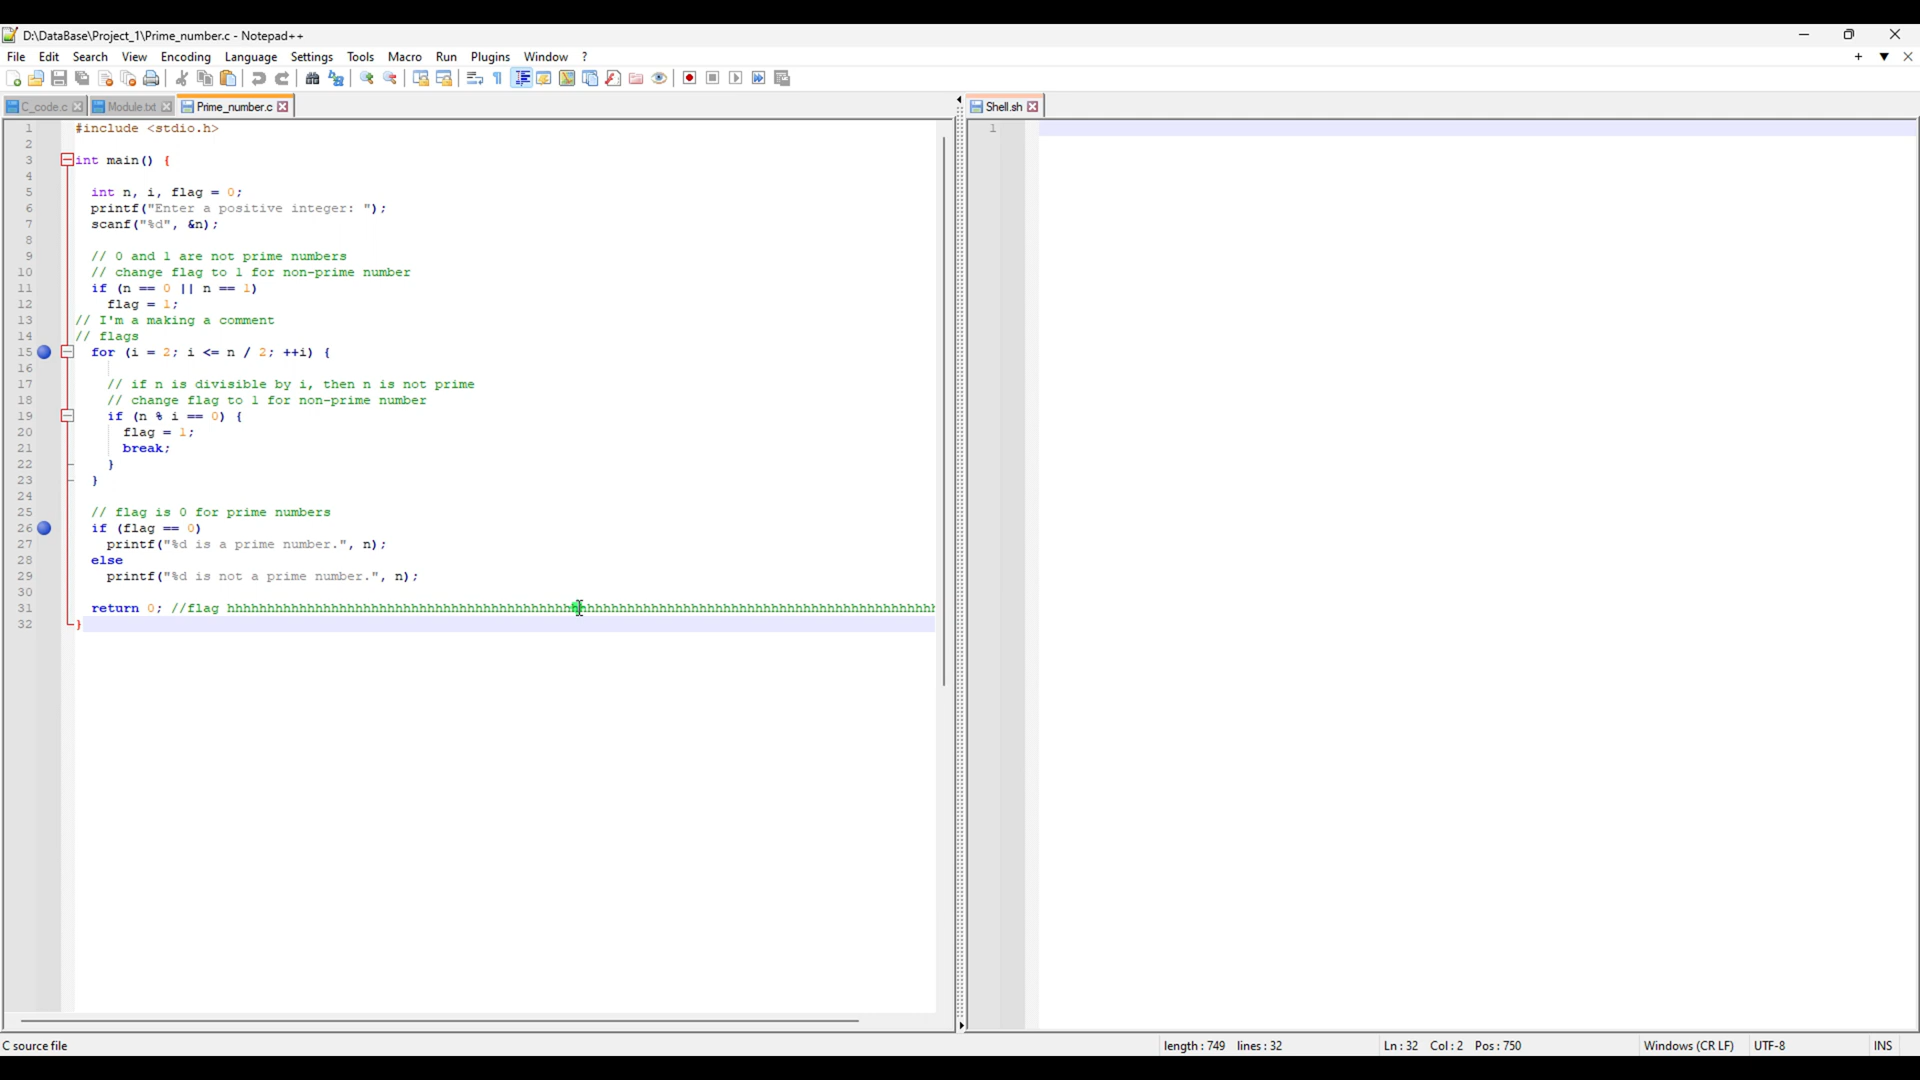 D:\DataBase\Project_1\Prime_number.c - Notepad++
File Edit Search View Encoding Language Settings Tools Macro Run Plugins Window ?
C_code.c Module.txt Prime_number.c
1 #include <stdio.h>
2
3 int main() {
4
5 int n, i, flag = 0;
6 printf("Enter a positive integer: ");
7 scanf("%d", &n);
8
9 // 0 and 1 are not prime numbers
10 // change flag to 1 for non-prime number
11 if (n == 0 || n == 1)
12 flag = 1;
13 // I'm a making a comment
14 // flags
15 for (i = 2; i <= n / 2; ++i) {
16
17 // if n is divisible by i, then n is not prime
18 // change flag to 1 for non-prime number
19 if (n % i == 0) {
20 flag = 1;
21 break;
22 }
23 }
24
25 // flag is 0 for prime numbers
26 if (flag == 0)
27 printf("%d is a prime number.", n);
28 else
29 printf("%d is not a prime number.", n);
30
31 return 0; //flag
32 }
Shell.sh
1
C source file
length : 749 lines : 32
Ln : 32 Col : 2 Pos : 750
Windows (CR LF)
UTF-8
INS